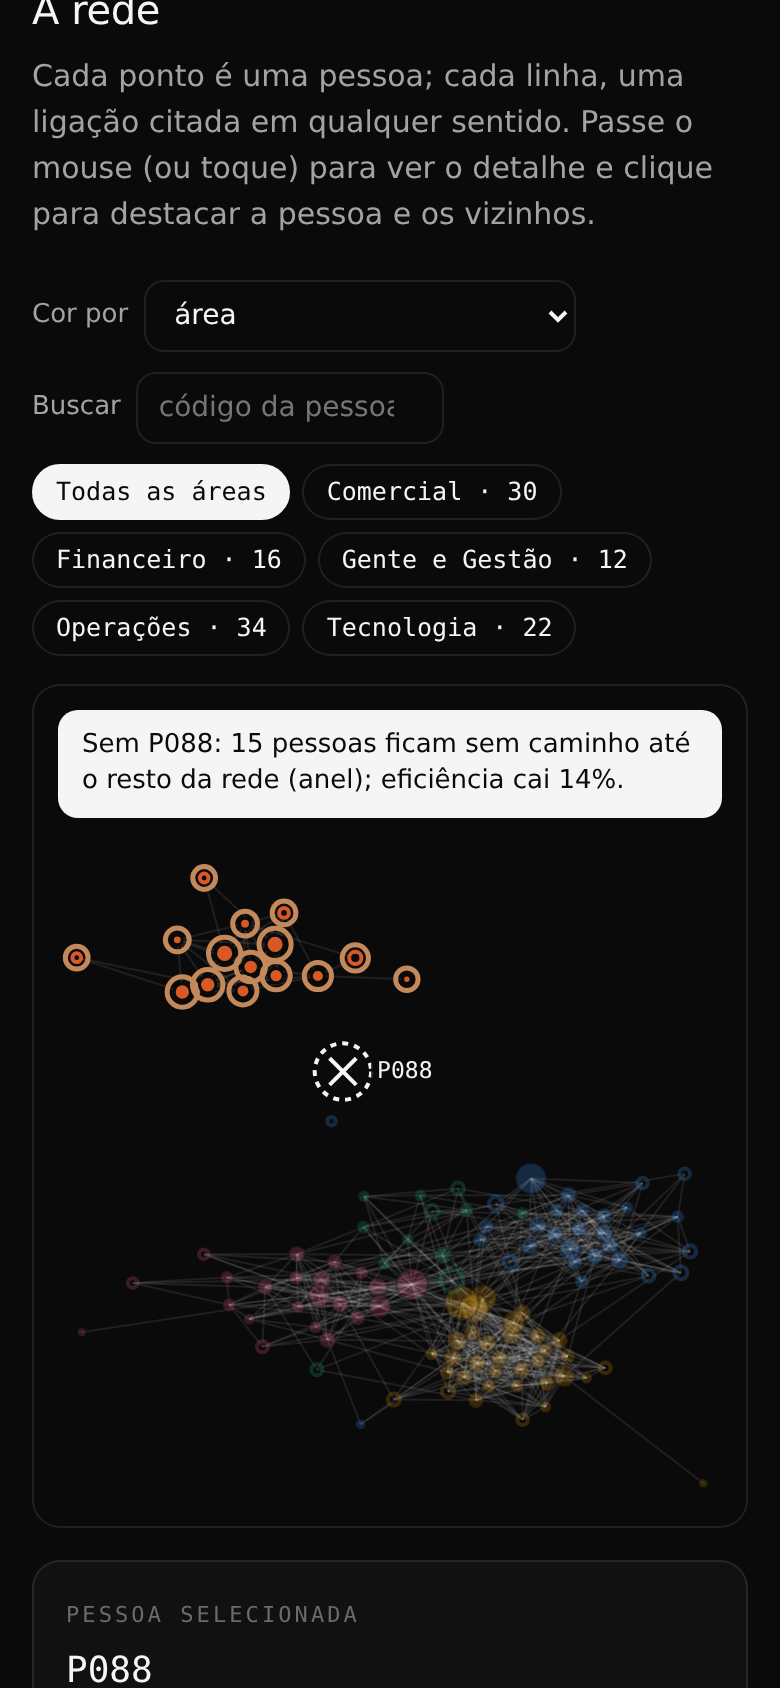 A rede
Cada ponto é uma pessoa; cada linha, uma
ligação citada em qualquer sentido. Passe o
mouse (ou toque) para ver o detalhe e clique
para destacar a pessoa e os vizinhos.
Cor por área
Buscar código da pessoa
Todas as áreas Comercial · 30
Financeiro · 16 Gente e Gestão · 12
Operações · 34 Tecnologia · 22
Sem P088: 15 pessoas ficam sem caminho até
o resto da rede (anel); eficiência cai 14%.
P088
PESSOA SELECIONADA
P088